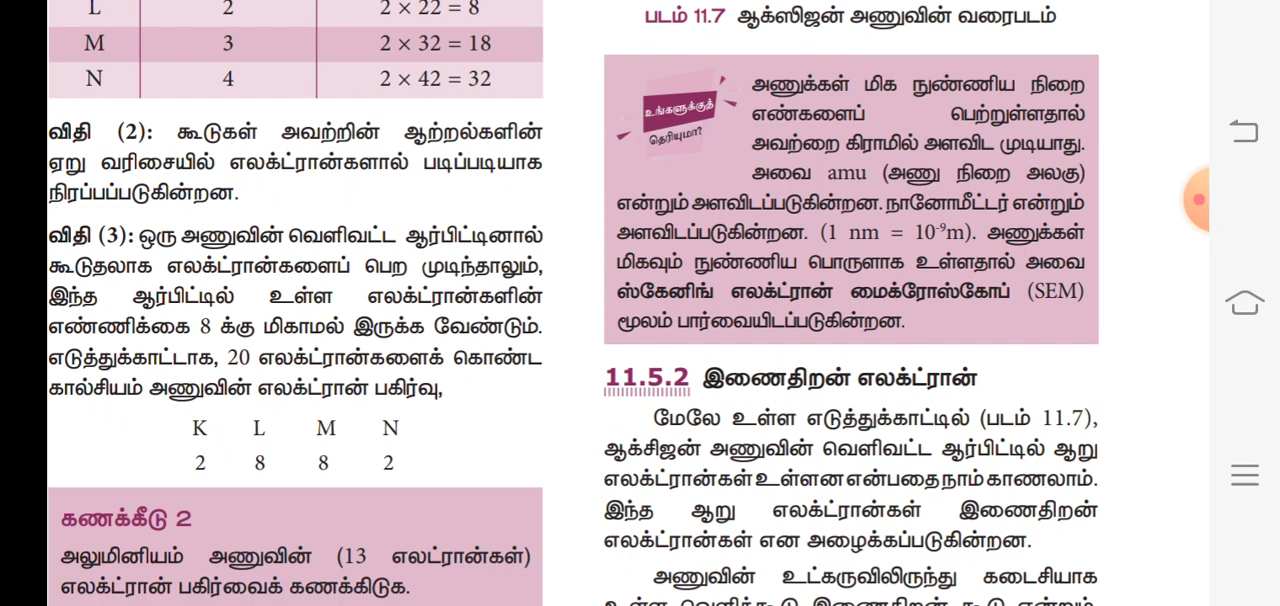 L 2 2 × 22 = 8
M 3 2 × 32 = 18
N 4 2 × 42 = 32
விதி (2): கூடுகள் அவற்றின் ஆற்றல்களின்
ஏறு வரிசையில் எலக்ட்ரான்களால் படிப்படியாக
நிரப்பப்படுகின்றன.
விதி (3): ஒரு அணுவின் வெளிவட்ட ஆர்பிட்டினால்
கூடுதலாக எலக்ட்ரான்களைப் பெற முடிந்தாலும்,
இந்த ஆர்பிட்டில் உள்ள எலக்ட்ரான்களின்
எண்ணிக்கை 8 க்கு மிகாமல் இருக்க வேண்டும்.
எடுத்துக்காட்டாக, 20 எலக்ட்ரான்களைக் கொண்ட
கால்சியம் அணுவின் எலக்ட்ரான் பகிர்வு,
K L M N
2 8 8 2
கணக்கீடு 2
அலுமினியம் அணுவின் (13 எலட்ரான்கள்)
எலக்ட்ரான் பகிர்வைக் கணக்கிடுக.
படம் 11.7 ஆக்ஸிஜன் அணுவின் வரைபடம்
உங்களுக்குத்
தெரியுமா?
அணுக்கள் மிக நுண்ணிய நிறை
எண்களைப் பெற்றுள்ளதால்
அவற்றை கிராமில் அளவிட முடியாது.
அவை amu (அணு நிறை அலகு)
என்றும் அளவிடப்படுகின்றன. நானோமீட்டர் என்றும்
அளவிடப்படுகின்றன. (1 nm = 10⁻⁹m). அணுக்கள்
மிகவும் நுண்ணிய பொருளாக உள்ளதால் அவை
ஸ்கேனிங் எலக்ட்ரான் மைக்ரோஸ்கோப் (SEM)
மூலம் பார்வையிடப்படுகின்றன.
11.5.2 இணைதிறன் எலக்ட்ரான்
மேலே உள்ள எடுத்துக்காட்டில் (படம் 11.7),
ஆக்சிஜன் அணுவின் வெளிவட்ட ஆர்பிட்டில் ஆறு
எலக்ட்ரான்கள் உள்ளன என்பதை நாம் காணலாம்.
இந்த ஆறு எலக்ட்ரான்கள் இணைதிறன்
எலக்ட்ரான்கள் என அழைக்கப்படுகின்றன.
அணுவின் உட்கருவிலிருந்து கடைசியாக
உள்ள வெளிக்கூடு இணைதிறன் கூடு என்றும்,